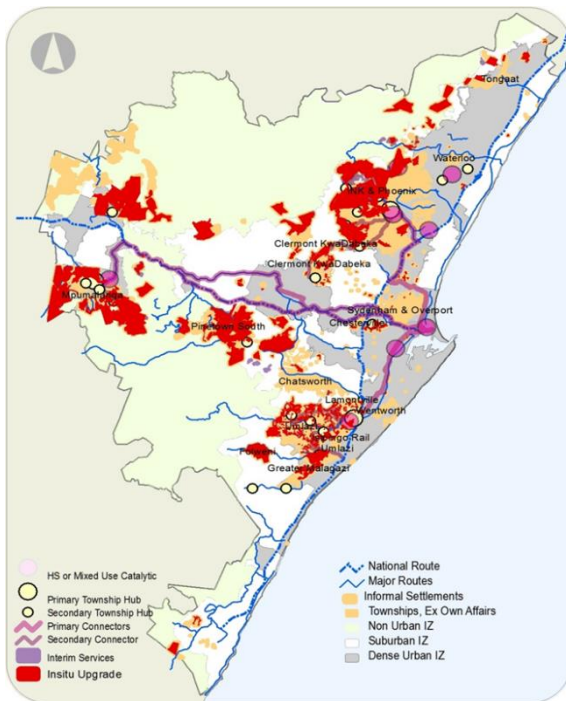 Tongaat
Waterloo
INK & Phoenix
Clermont KwaDabeka
Clermont KwaDabeka
Mpumalanga
Sydenham & Overport
Chesterville
Pinetown South
Chatsworth
Lamontville
Wentworth
Umlazi
Rail
Umlazi
Folweni
Greater Malagazi
HS or Mixed Use Catalytic
Primary Township Hub
Secondary Township Hub
Primary Connectors
Secondary Connector
Interim Services
Insitu Upgrade
National Route
Major Routes
Informal Settlements
Townships, Ex Own Affairs
Non Urban IZ
Suburban IZ
Dense Urban IZ